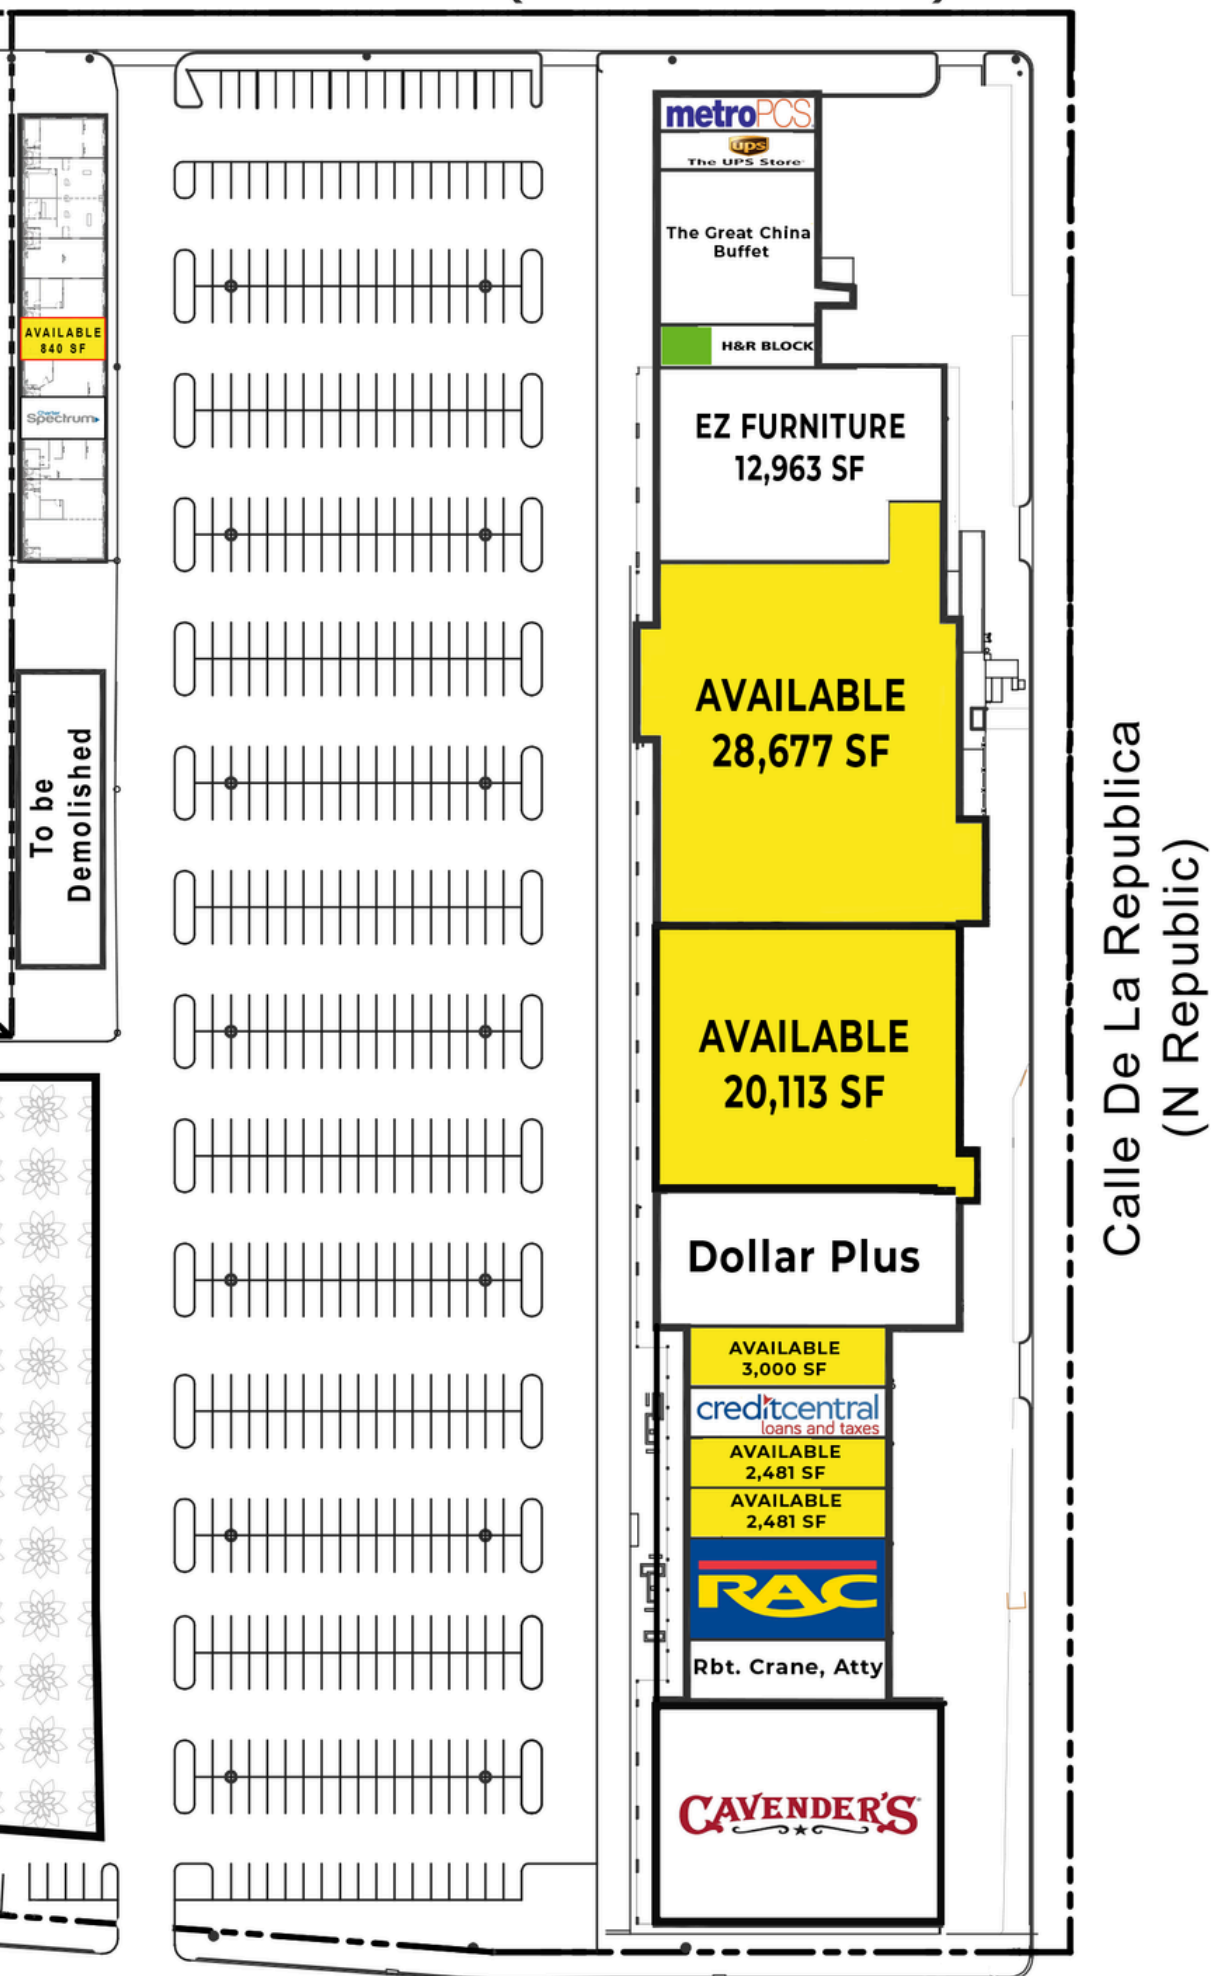 metroPCS.
ups
The UPS Store
The Great China
Buffet
H&R BLOCK
EZ FURNITURE
12,963 SF
AVAILABLE
28,677 SF
AVAILABLE
20,113 SF
Dollar Plus
AVAILABLE
3,000 SF
creditcentral
loans and taxes
AVAILABLE
2,481 SF
AVAILABLE
2,481 SF
RAC
Rbt. Crane, Atty
CAVENDER'S
AVAILABLE
840 SF
Charter
Spectrum
To be
Demolished
Calle De La Republica
(N Republic)